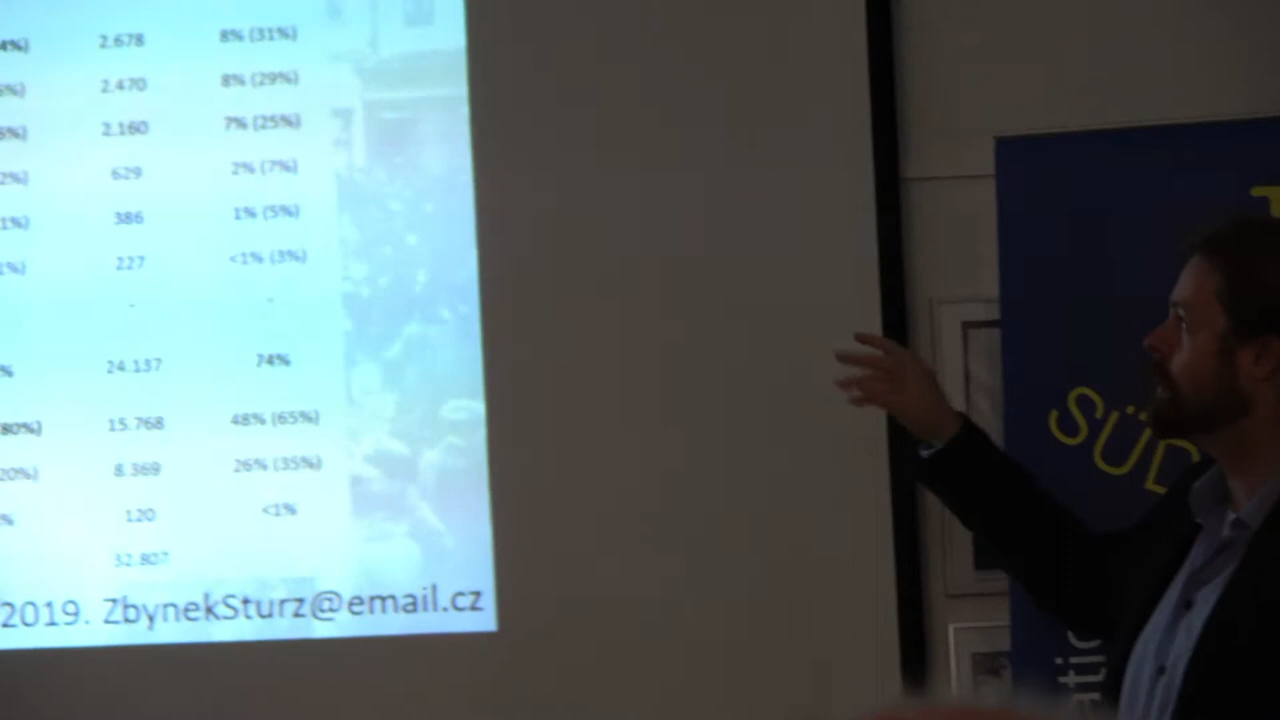 4%) 2.678 8% (31%)
%) 2.470 8% (29%)
%) 2.160 7% (25%)
2%) 629 2% (7%)
1%) 386 1% (5%)
1%) 227 <1% (3%)
- -
% 24.137 74%
80%) 15.768 48% (65%)
20%) 8.369 26% (35%)
% 120 <1%
32.807
2019. ZbynekSturz@email.cz
SÜD
atic